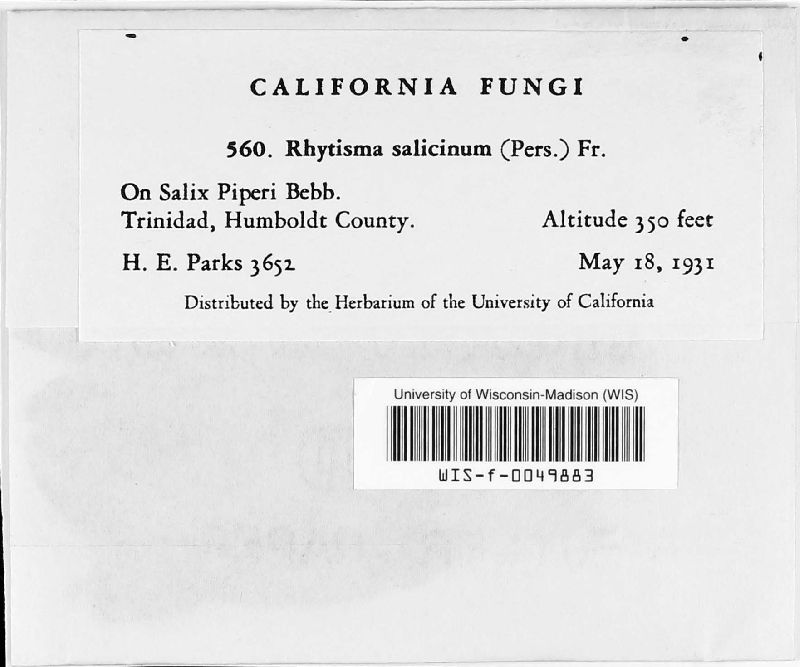 CALIFORNIA FUNGI
560. Rhytisma salicinum (Pers.) Fr.
On Salix Piperi Bebb.
Trinidad, Humboldt County. Altitude 350 feet
H. E. Parks 3652 May 18, 1931
Distributed by the Herbarium of the University of California
University of Wisconsin-Madison (WIS)
WIS-f-0049883